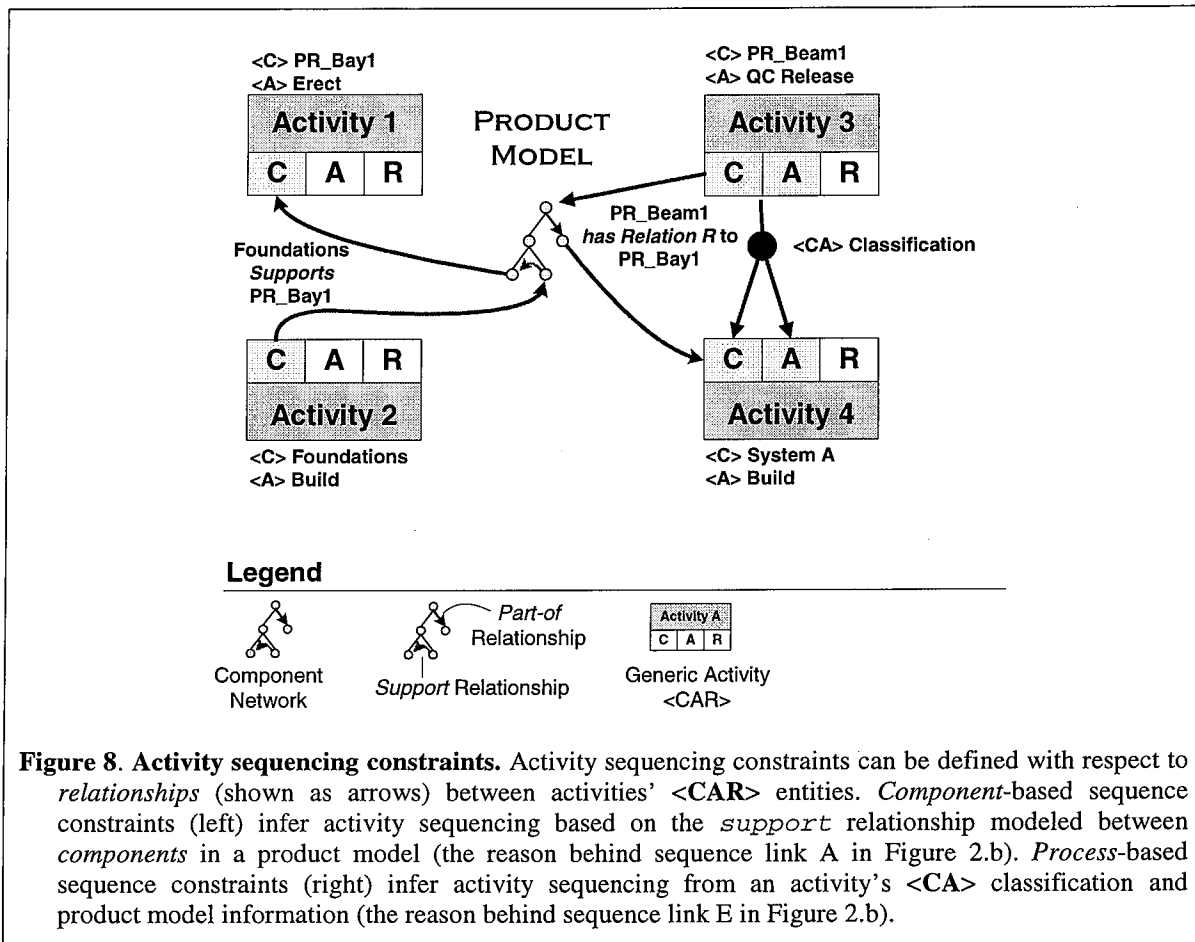 <C> PR_Bay1
<A> Erect
Activity 1
C A R
PRODUCT
MODEL
<C> PR_Beam1
<A> QC Release
Activity 3
C A R
Foundations
Supports
PR_Bay1
PR_Beam1
has Relation R to
PR_Bay1
<CA> Classification
C A R
Activity 2
<C> Foundations
<A> Build
C A R
Activity 4
<C> System A
<A> Build
Legend
Component
Network
Part-of
Relationship
Support Relationship
Activity A
C A R
Generic Activity
<CAR>
Figure 8. Activity sequencing constraints. Activity sequencing constraints can be defined with respect to
relationships (shown as arrows) between activities' <CAR> entities. Component-based sequence
constraints (left) infer activity sequencing based on the support relationship modeled between
components in a product model (the reason behind sequence link A in Figure 2.b). Process-based
sequence constraints (right) infer activity sequencing from an activity's <CA> classification and
product model information (the reason behind sequence link E in Figure 2.b).